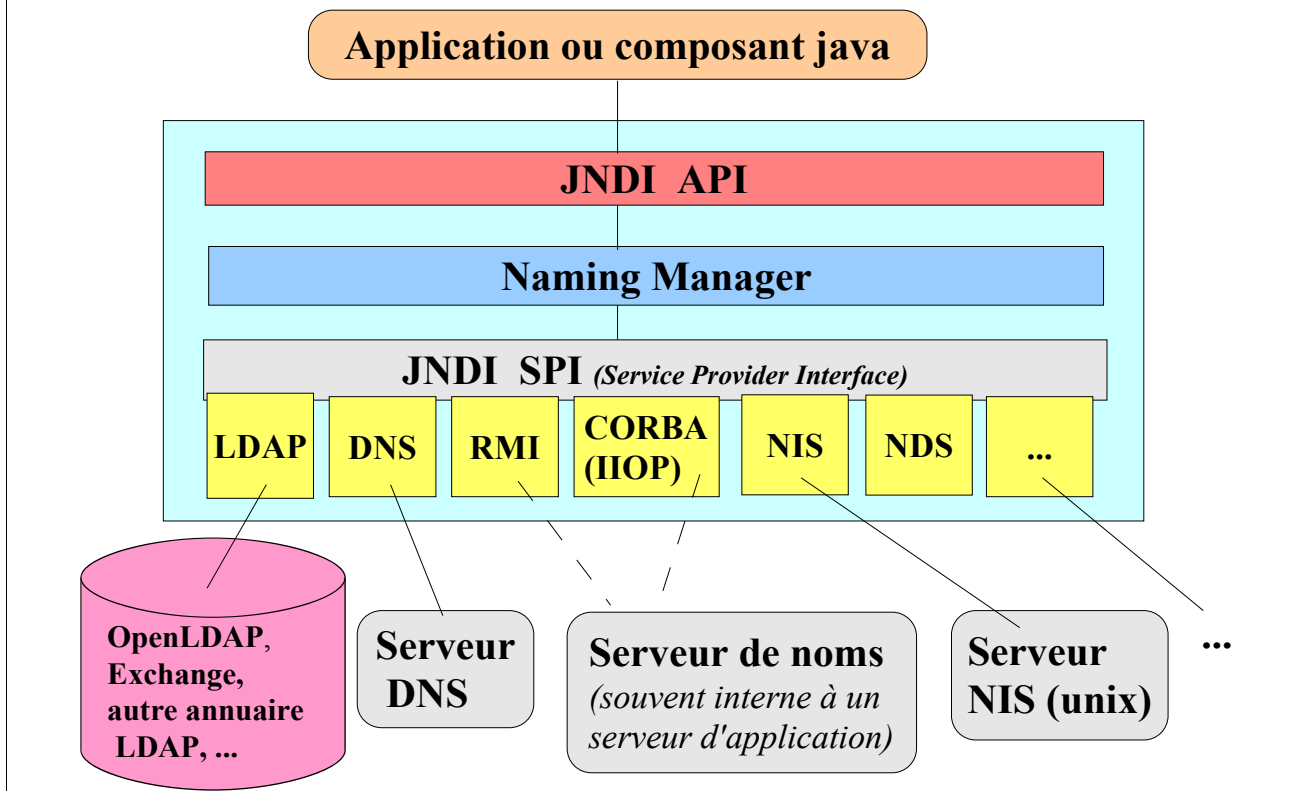 Application ou composant java
JNDI API
Naming Manager
JNDI SPI (Service Provider Interface)
LDAP
DNS
RMI
CORBA
(IIOP)
NIS
NDS
...
OpenLDAP,
Exchange,
autre annuaire
LDAP, ...
Serveur
DNS
Serveur de noms
(souvent interne à un
serveur d'application)
Serveur
NIS (unix)
...